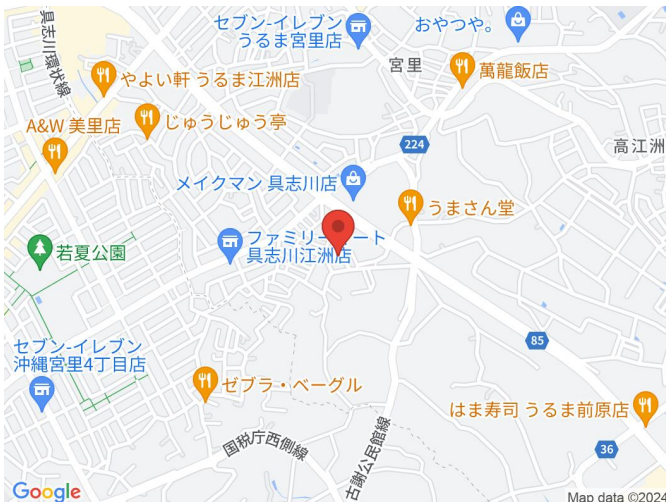 セブン-イレブン
うるま宮里店
おやつや。
具志川環状線
宮里
萬龍飯店
やよい軒 うるま江洲店
A&W 美里店
じゅうじゅう亭
224
高江洲
メイクマン 具志川店
うまさん堂
ファミリーマート
具志川江洲店
若夏公園
85
セブン-イレブン
沖縄宮里4丁目店
ゼブラ・ベーグル
はま寿司 うるま前原店
国税庁西側線
古謝公民館線
36
Google
Map data ©2024